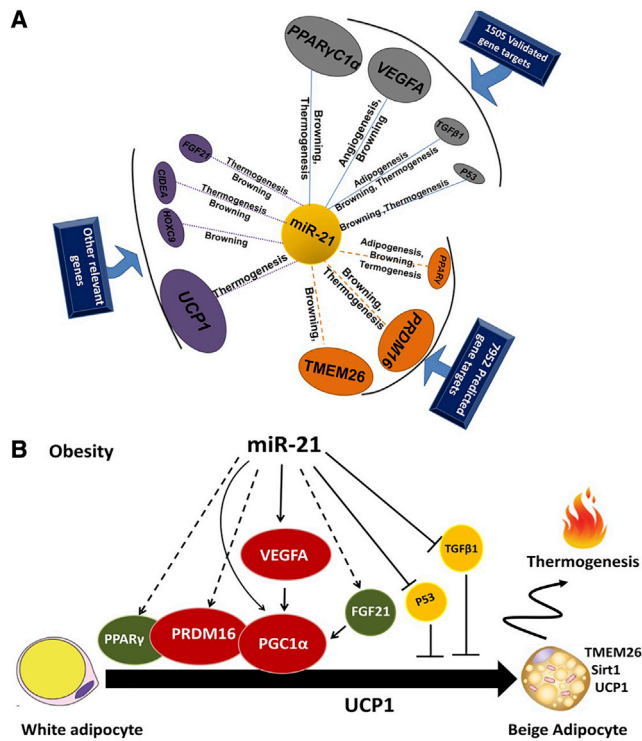 A
PPARγC1α
VEGFA
TGFβ1
P53
1505 Validated
gene targets
Browning,
Thermogenesis
Angiogenesis,
Browning
Adipogenesis
Browning, Thermogenesis
Browning, Thermogenesis
FGF21
CIDEA
HOXC9
UCP1
Thermogenesis
Browning
Thermogenesis
Browning
Browning
Thermogenesis
Other relevant
genes
miR-21
Adipogenesis,
Browning,
Termogenesis
PPARγ
Browning,
Thermogenesis
PRDM16
Browning,
TMEM26
7952 Predicted
gene targets
B
Obesity
miR-21
VEGFA
TGFβ1
P53
FGF21
PPARγ
PRDM16
PGC1α
Thermogenesis
TMEM26
Sirt1
UCP1
UCP1
White adipocyte
Beige Adipocyte